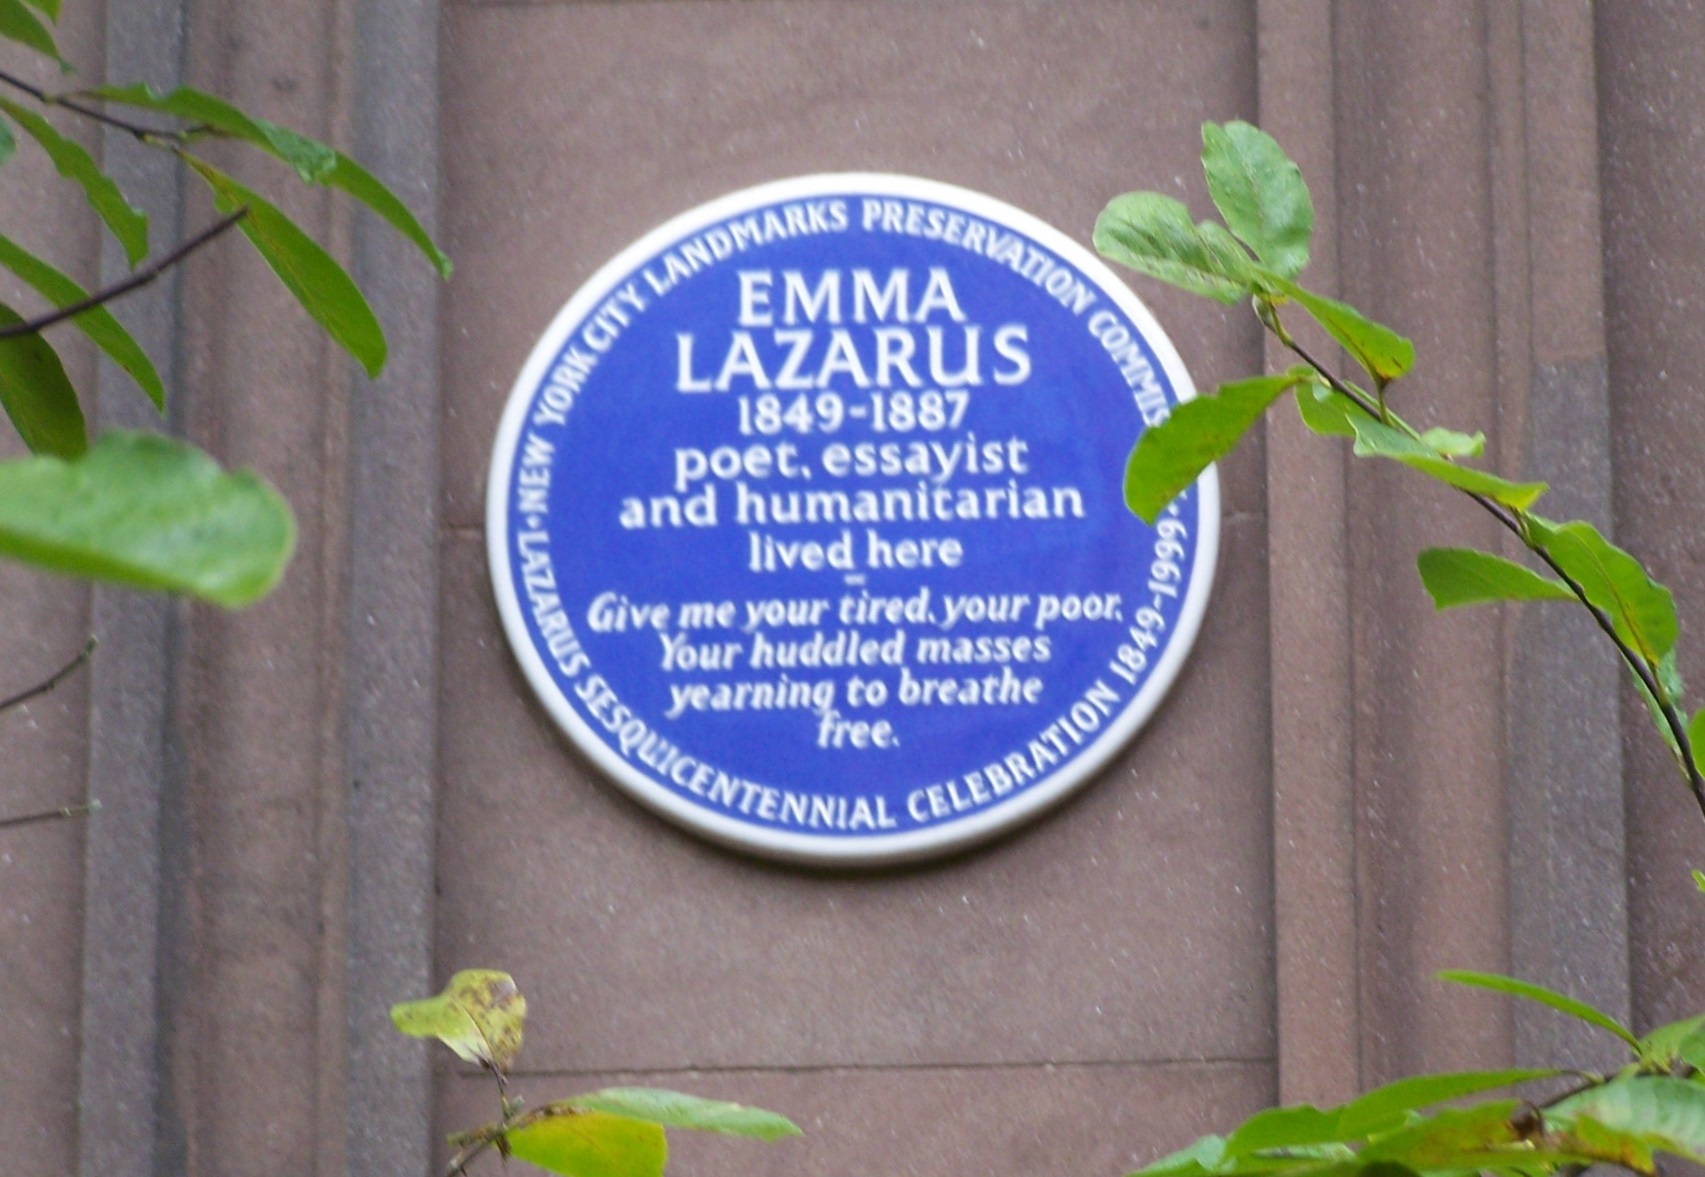 NEW YORK CITY LANDMARKS PRESERVATION COMMIS
EMMA
LAZARUS
1849-1887
poet, essayist
and humanitarian
lived here
–
Give me your tired, your poor,
Your huddled masses
yearning to breathe
free.
•LAZARUS SESQUICENTENNIAL CELEBRATION 1849-1999•